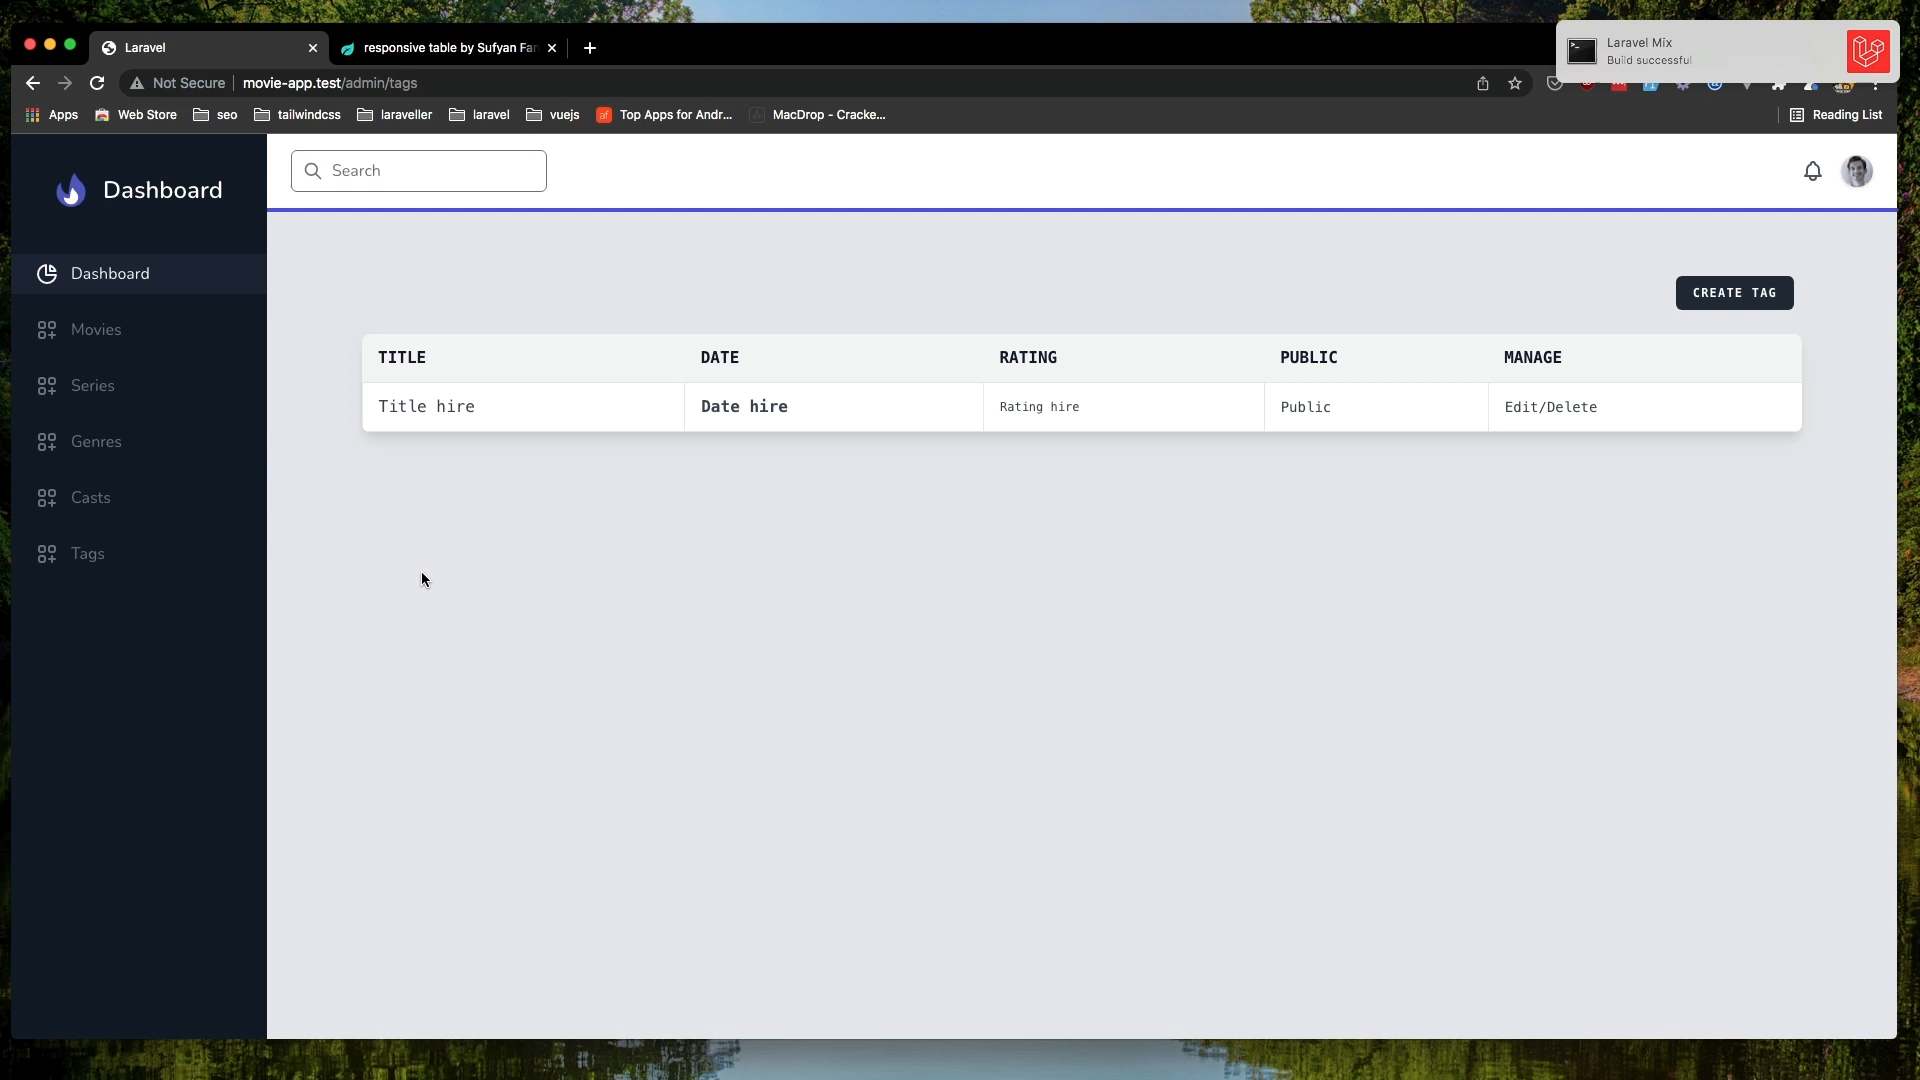 Laravel
responsive table by Sufyan Far
Laravel Mix
Build successful
Not Secure
movie-app.test/admin/tags
Apps
Web Store
seo
tailwindcss
laraveller
laravel
vuejs
Top Apps for Andr...
MacDrop - Cracke...
Reading List
Dashboard
Search
Dashboard
Movies
Series
Genres
Casts
Tags
CREATE TAG
TITLE DATE RATING PUBLIC MANAGE
Title hire Date hire Rating hire Public Edit/Delete